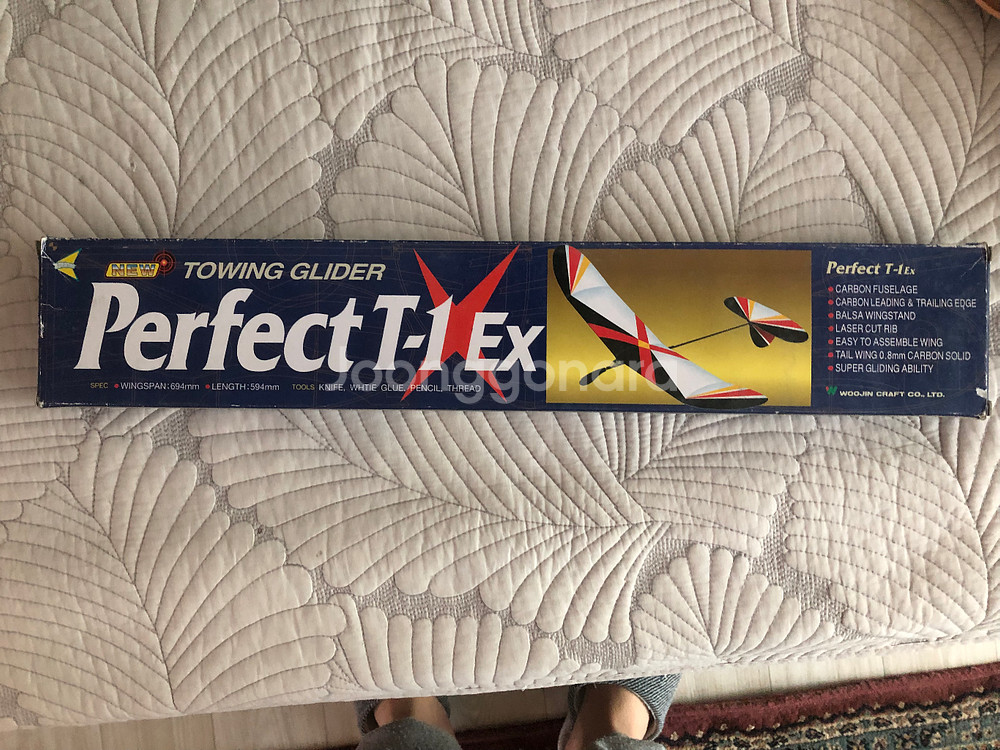 NEW
TOWING GLIDER
Perfect T-1 Ex
SPEC. • WINGSPAN:694mm • LENGTH:594mm TOOLS KNIFE, WHTIE GLUE, PENCIL, THREAD
Perfect T-1 Ex
CARBON FUSELAGE
CARBON LEADING & TRAILING EDGE
BALSA WINGSTAND
LASER CUT RIB
EASY TO ASSEMBLE WING
TAIL WING 0.8mm CARBON SOLID
SUPER GLIDING ABILITY
WOOJIN CRAFT CO., LTD.
Joonggonara